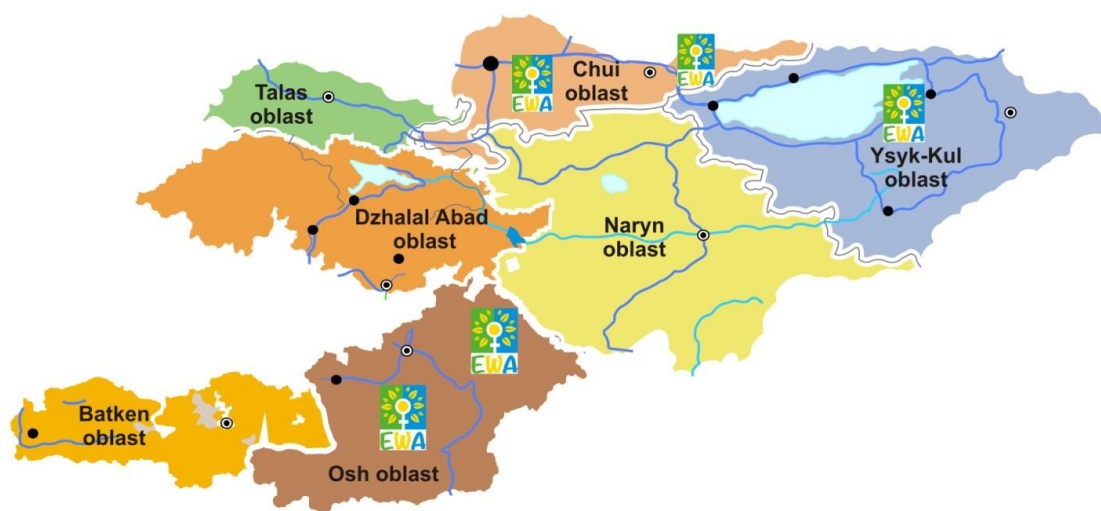 EWA
Chui
oblast
EWA
Talas
oblast
EWA
Ysyk-Kul
oblast
Dzhalal Abad
oblast
Naryn
oblast
EWA
EWA
Batken
oblast
Osh oblast